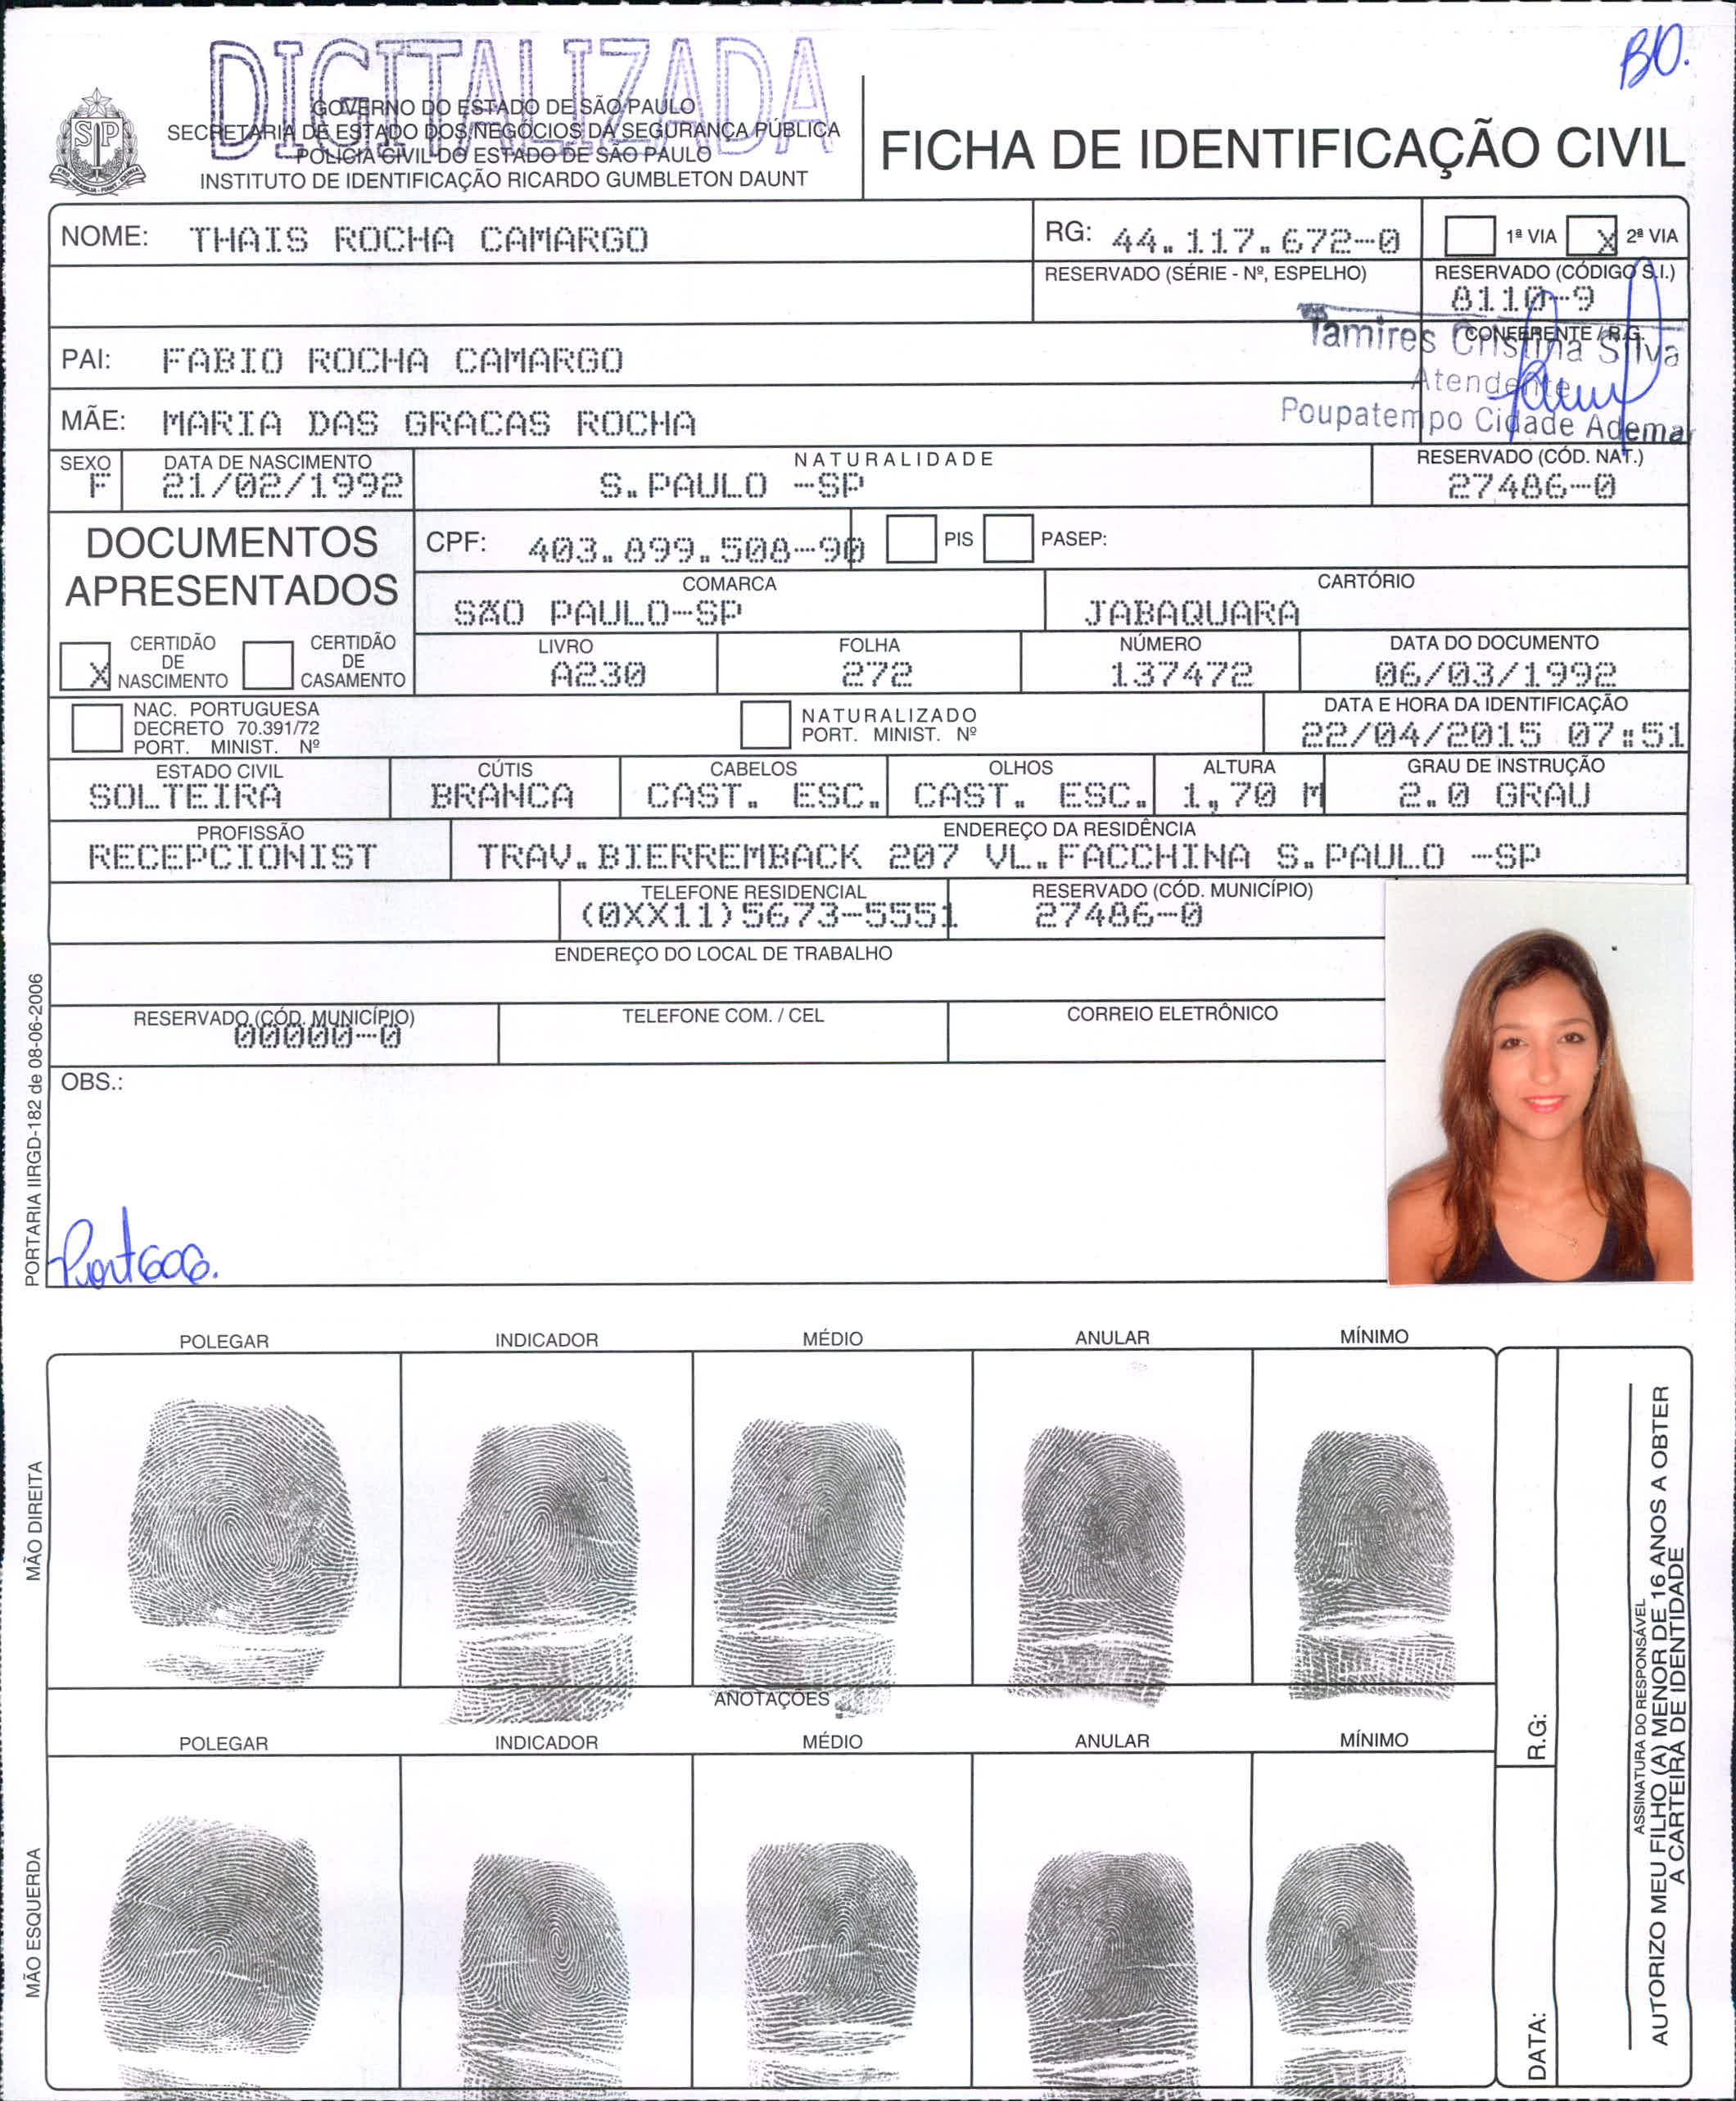 DIGITALIZADA
BD.
GOVERNO DO ESTADO DE SÃO PAULO
SECRETARIA DE ESTADO DOS NEGÓCIOS DA SEGURANÇA PÚBLICA
POLÍCIA CIVIL DO ESTADO DE SÃO PAULO
INSTITUTO DE IDENTIFICAÇÃO RICARDO GUMBLETON DAUNT
SP
FICHA DE IDENTIFICAÇÃO CIVIL
NOME: THAIS ROCHA CAMARGO
RG: 44.117.672-0
1ª VIA X 2ª VIA
RESERVADO (SÉRIE - Nº, ESPELHO)
RESERVADO (CÓDIGO S.I.)
8110-9
CONFERENTE / R.G.
Tamires Cristina Silva
Atendente
Poupatempo Cidade Ademar
PAI: FABIO ROCHA CAMARGO
MÃE: MARIA DAS GRACAS ROCHA
SEXO
F
DATA DE NASCIMENTO
21/02/1992
NATURALIDADE
S.PAULO -SP
RESERVADO (CÓD. NAT.)
27486-0
DOCUMENTOS
APRESENTADOS
CPF: 403.899.508-90
PIS
PASEP:
COMARCA
SÃO PAULO-SP
CARTÓRIO
JABAQUARA
X CERTIDÃO
DE
NASCIMENTO
CERTIDÃO
DE
CASAMENTO
LIVRO
A230
FOLHA
272
NÚMERO
137472
DATA DO DOCUMENTO
06/03/1992
NAC. PORTUGUESA
DECRETO 70.391/72
PORT. MINIST. Nº
NATURALIZADO
PORT. MINIST. Nº
DATA E HORA DA IDENTIFICAÇÃO
22/04/2015 07:51
ESTADO CIVIL
SOLTEIRA
CÚTIS
BRANCA
CABELOS
CAST. ESC.
OLHOS
CAST. ESC.
ALTURA
1,70 M
GRAU DE INSTRUÇÃO
2.0 GRAU
PROFISSÃO
RECEPCIONIST
ENDEREÇO DA RESIDÊNCIA
TRAV.BIERREMBACK 207 VL.FACCHINA S.PAULO -SP
TELEFONE RESIDENCIAL
(0XX11)5673-5551
RESERVADO (CÓD. MUNICÍPIO)
27486-0
ENDEREÇO DO LOCAL DE TRABALHO
RESERVADO (CÓD. MUNICÍPIO)
00000-0
TELEFONE COM. / CEL
CORREIO ELETRÔNICO
OBS.:
PORTARIA IIRGD-182 de 08-06-2006
POLEGAR
INDICADOR
MÉDIO
ANULAR
MÍNIMO
MÃO DIREITA
ANOTAÇÕES
POLEGAR
INDICADOR
MÉDIO
ANULAR
MÍNIMO
MÃO ESQUERDA
R.G:
DATA:
ASSINATURA DO RESPONSÁVEL
AUTORIZO MEU FILHO (A) MENOR DE 16 ANOS A OBTER
A CARTEIRA DE IDENTIDADE